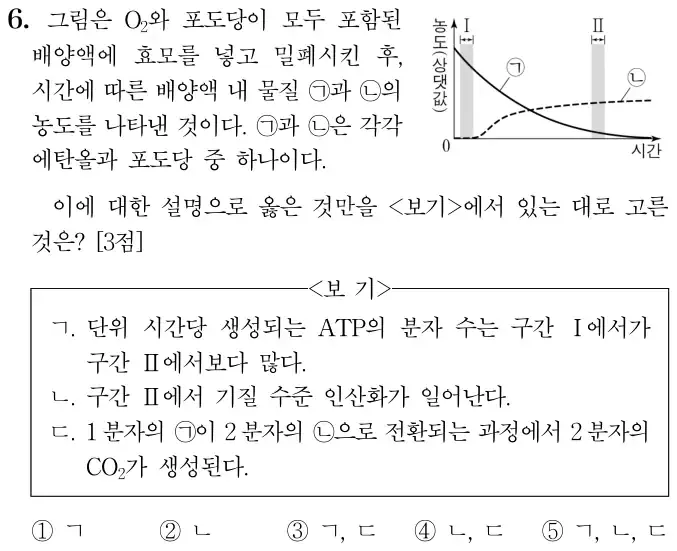 6. 그림은 O₂와 포도당이 모두 포함된
배양액에 효모를 넣고 밀폐시킨 후,
시간에 따른 배양액 내 물질 ㉠과 ㉡의
농도를 나타낸 것이다. ㉠과 ㉡은 각각
에탄올과 포도당 중 하나이다.
농도(상댓값)
Ⅰ
Ⅱ
㉠
㉡
0
시간
이에 대한 설명으로 옳은 것만을 <보기>에서 있는 대로 고른
것은? [3점]
<보 기>
ㄱ. 단위 시간당 생성되는 ATP의 분자 수는 구간 Ⅰ에서가
구간 Ⅱ에서보다 많다.
ㄴ. 구간 Ⅱ에서 기질 수준 인산화가 일어난다.
ㄷ. 1분자의 ㉠이 2분자의 ㉡으로 전환되는 과정에서 2분자의
CO₂가 생성된다.
① ㄱ ② ㄴ ③ ㄱ, ㄷ ④ ㄴ, ㄷ ⑤ ㄱ, ㄴ, ㄷ